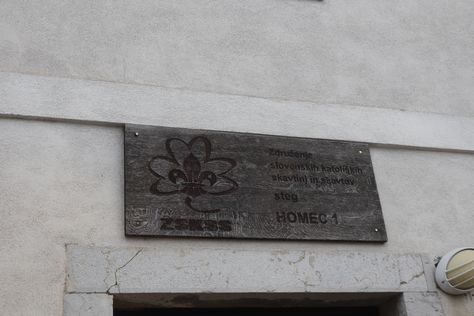 Združenje
slovenskih katoliških
skavtinj in skavtov
steg
HOMEC 1
ZSKSS